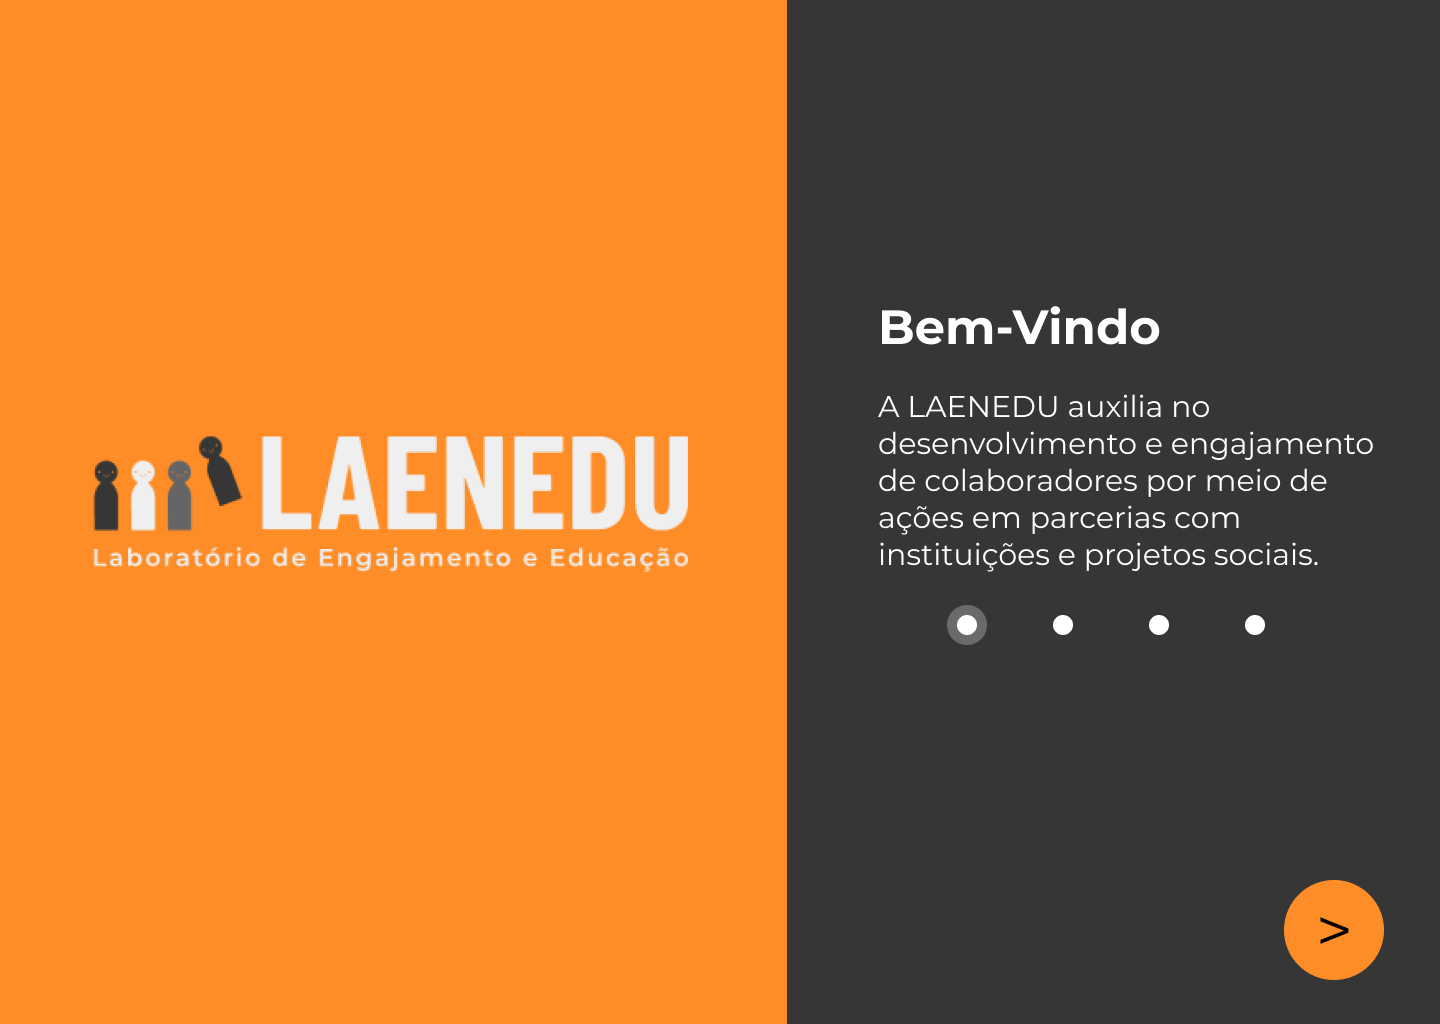 LAENEDU
Laboratório de Engajamento e Educação
Bem-Vindo
A LAENEDU auxilia no
desenvolvimento e engajamento
de colaboradores por meio de
ações em parcerias com
instituições e projetos sociais.
>